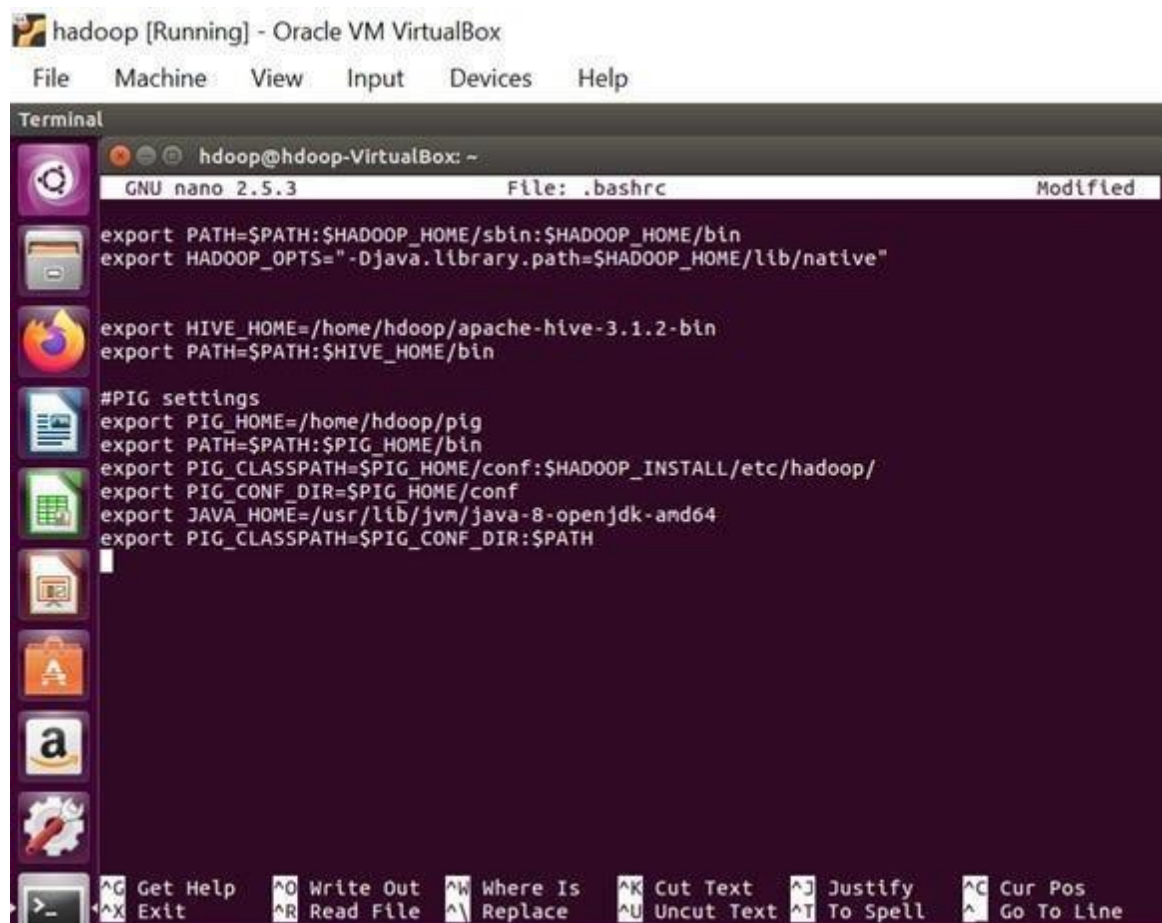 hadoop [Running] - Oracle VM VirtualBox
File Machine View Input Devices Help
Terminal
hdoop@hdoop-VirtualBox: ~
GNU nano 2.5.3 File: .bashrc Modified
export PATH=$PATH:$HADOOP_HOME/sbin:$HADOOP_HOME/bin
export HADOOP_OPTS="-Djava.library.path=$HADOOP_HOME/lib/native"
export HIVE_HOME=/home/hdoop/apache-hive-3.1.2-bin
export PATH=$PATH:$HIVE_HOME/bin
#PIG settings
export PIG_HOME=/home/hdoop/pig
export PATH=$PATH:$PIG_HOME/bin
export PIG_CLASSPATH=$PIG_HOME/conf:$HADOOP_INSTALL/etc/hadoop/
export PIG_CONF_DIR=$PIG_HOME/conf
export JAVA_HOME=/usr/lib/jvm/java-8-openjdk-amd64
export PIG_CLASSPATH=$PIG_CONF_DIR:$PATH
^G Get Help ^O Write Out ^W Where Is ^K Cut Text ^J Justify ^C Cur Pos
^X Exit ^R Read File ^\ Replace ^U Uncut Text ^T To Spell ^_ Go To Line